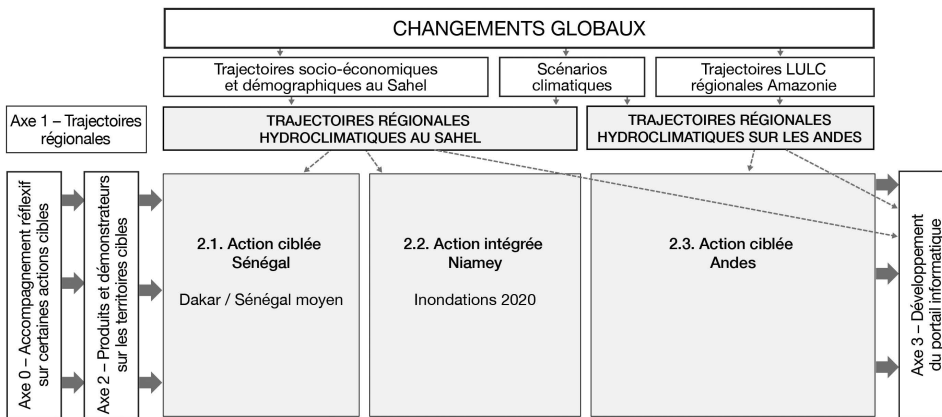 CHANGEMENTS GLOBAUX
Trajectoires socio-économiques
et démographiques au Sahel
Scénarios
climatiques
Trajectoires LULC
régionales Amazonie
Axe 1 – Trajectoires
régionales
TRAJECTOIRES RÉGIONALES
HYDROCLIMATIQUES AU SAHEL
TRAJECTOIRES RÉGIONALES
HYDROCLIMATIQUES SUR LES ANDES
Axe 0 – Accompagnement réflexif
sur certaines actions cibles
Axe 2 – Produits et démonstrateurs
sur les territoires cibles
2.1. Action ciblée
Sénégal
Dakar / Sénégal moyen
2.2. Action intégrée
Niamey
Inondations 2020
2.3. Action ciblée
Andes
Axe 3 – Développement
du portail informatique